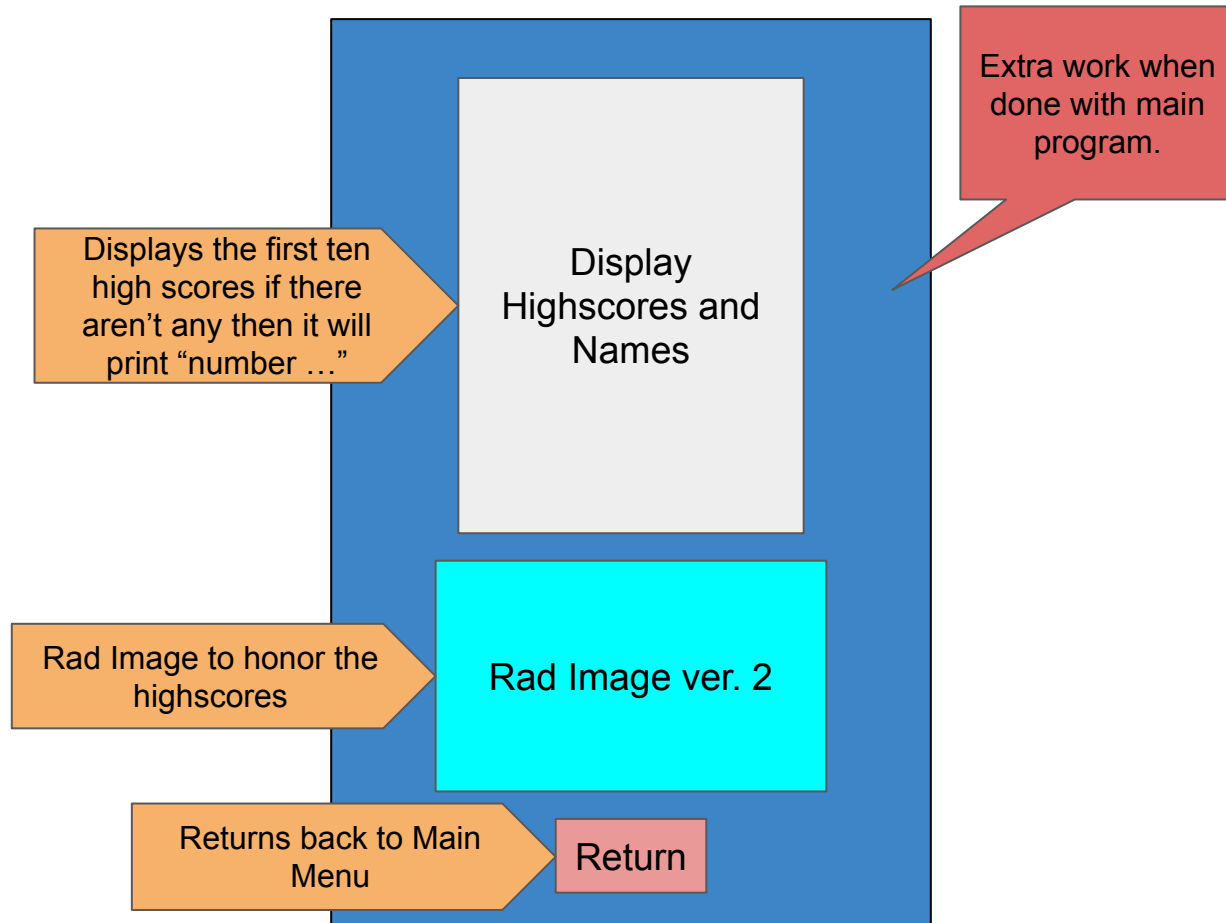 Extra work when
done with main
program.
Displays the first ten
high scores if there
aren’t any then it will
print “number …”
Display
Highscores and
Names
Rad Image to honor the
highscores
Rad Image ver. 2
Returns back to Main
Menu
Return